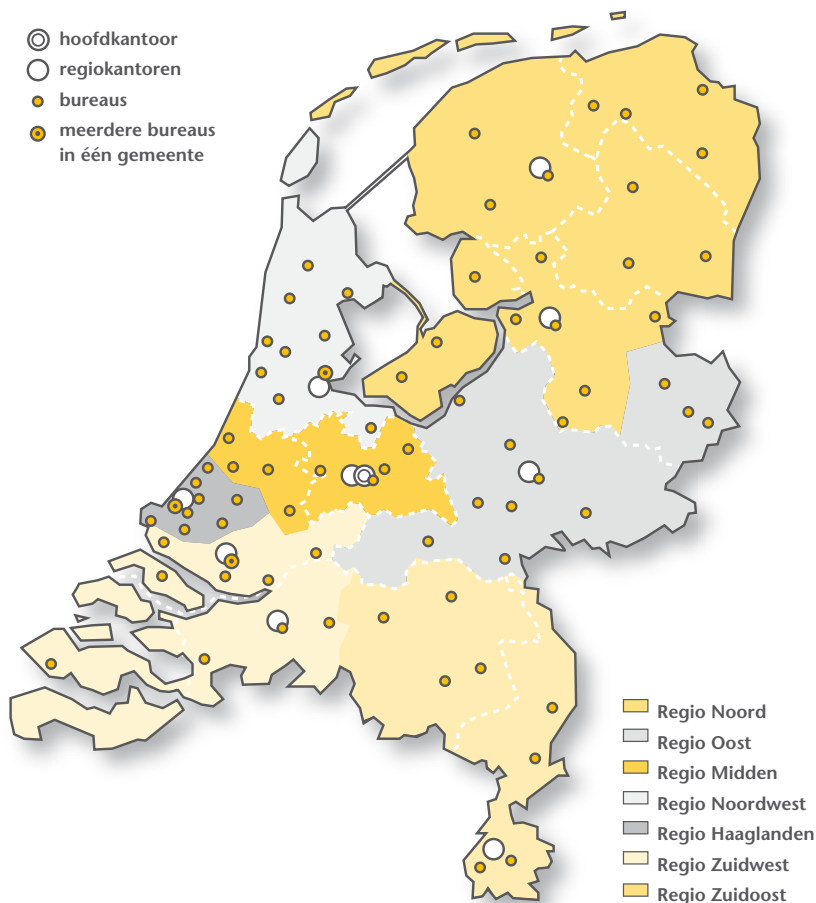 hoofdkantoor
regiokantoren
bureaus
meerdere bureaus
in één gemeente
Regio Noord
Regio Oost
Regio Midden
Regio Noordwest
Regio Haaglanden
Regio Zuidwest
Regio Zuidoost